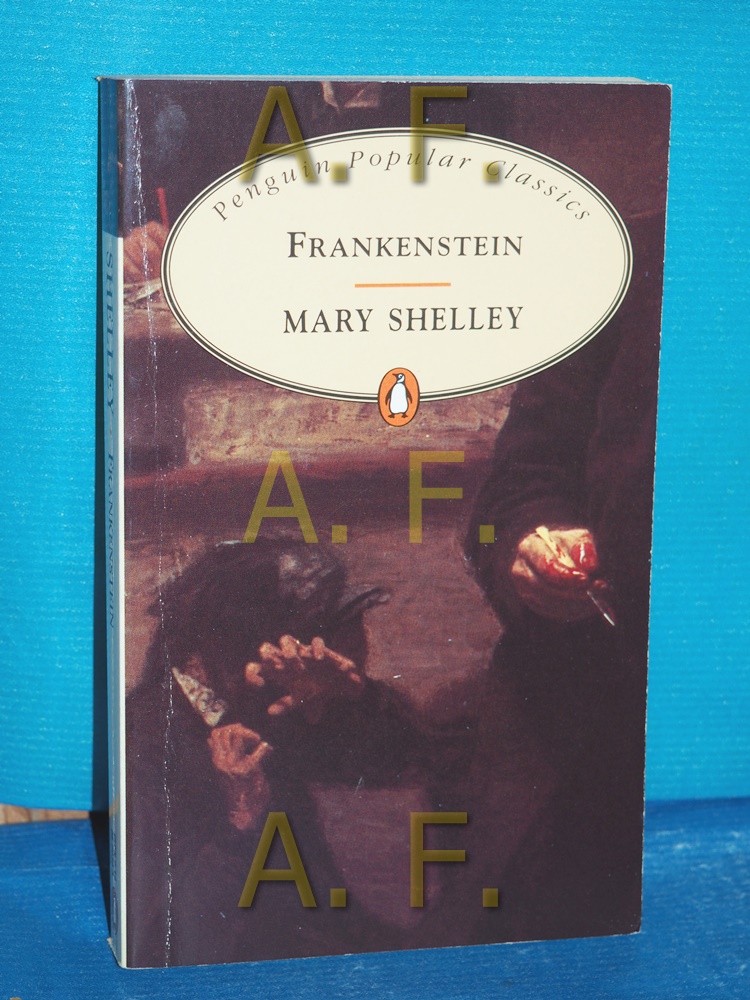 Penguin Popular Classics
FRANKENSTEIN
MARY SHELLEY
SHELLEY FRANKENSTEIN
A. F.
A. F.
A. F.